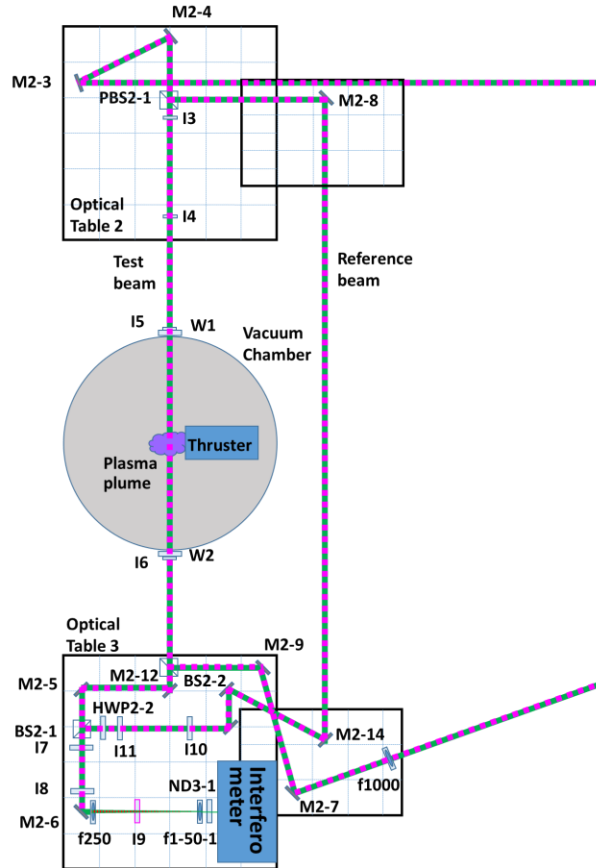 M2-4
M2-3
PBS2-1
M2-8
I3
Optical
Table 2
I4
Test
beam
Reference
beam
I5
W1
Vacuum
Chamber
Thruster
Plasma
plume
I6
W2
Optical
Table 3
M2-9
M2-12
BS2-2
M2-5
HWP2-2
BS2-1
I7
I11
I10
M2-14
f1000
I8
ND3-1
Interfero
meter
M2-7
M2-6
f250
I9
f1-50-1